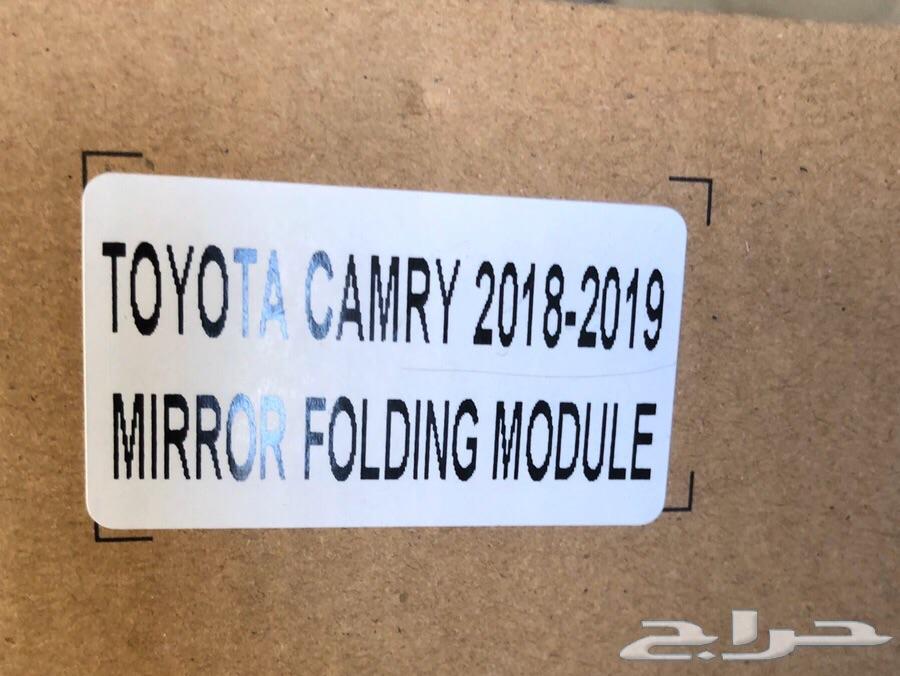 TOYOTA CAMRY 2018-2019
MIRROR FOLDING MODULE
حراج